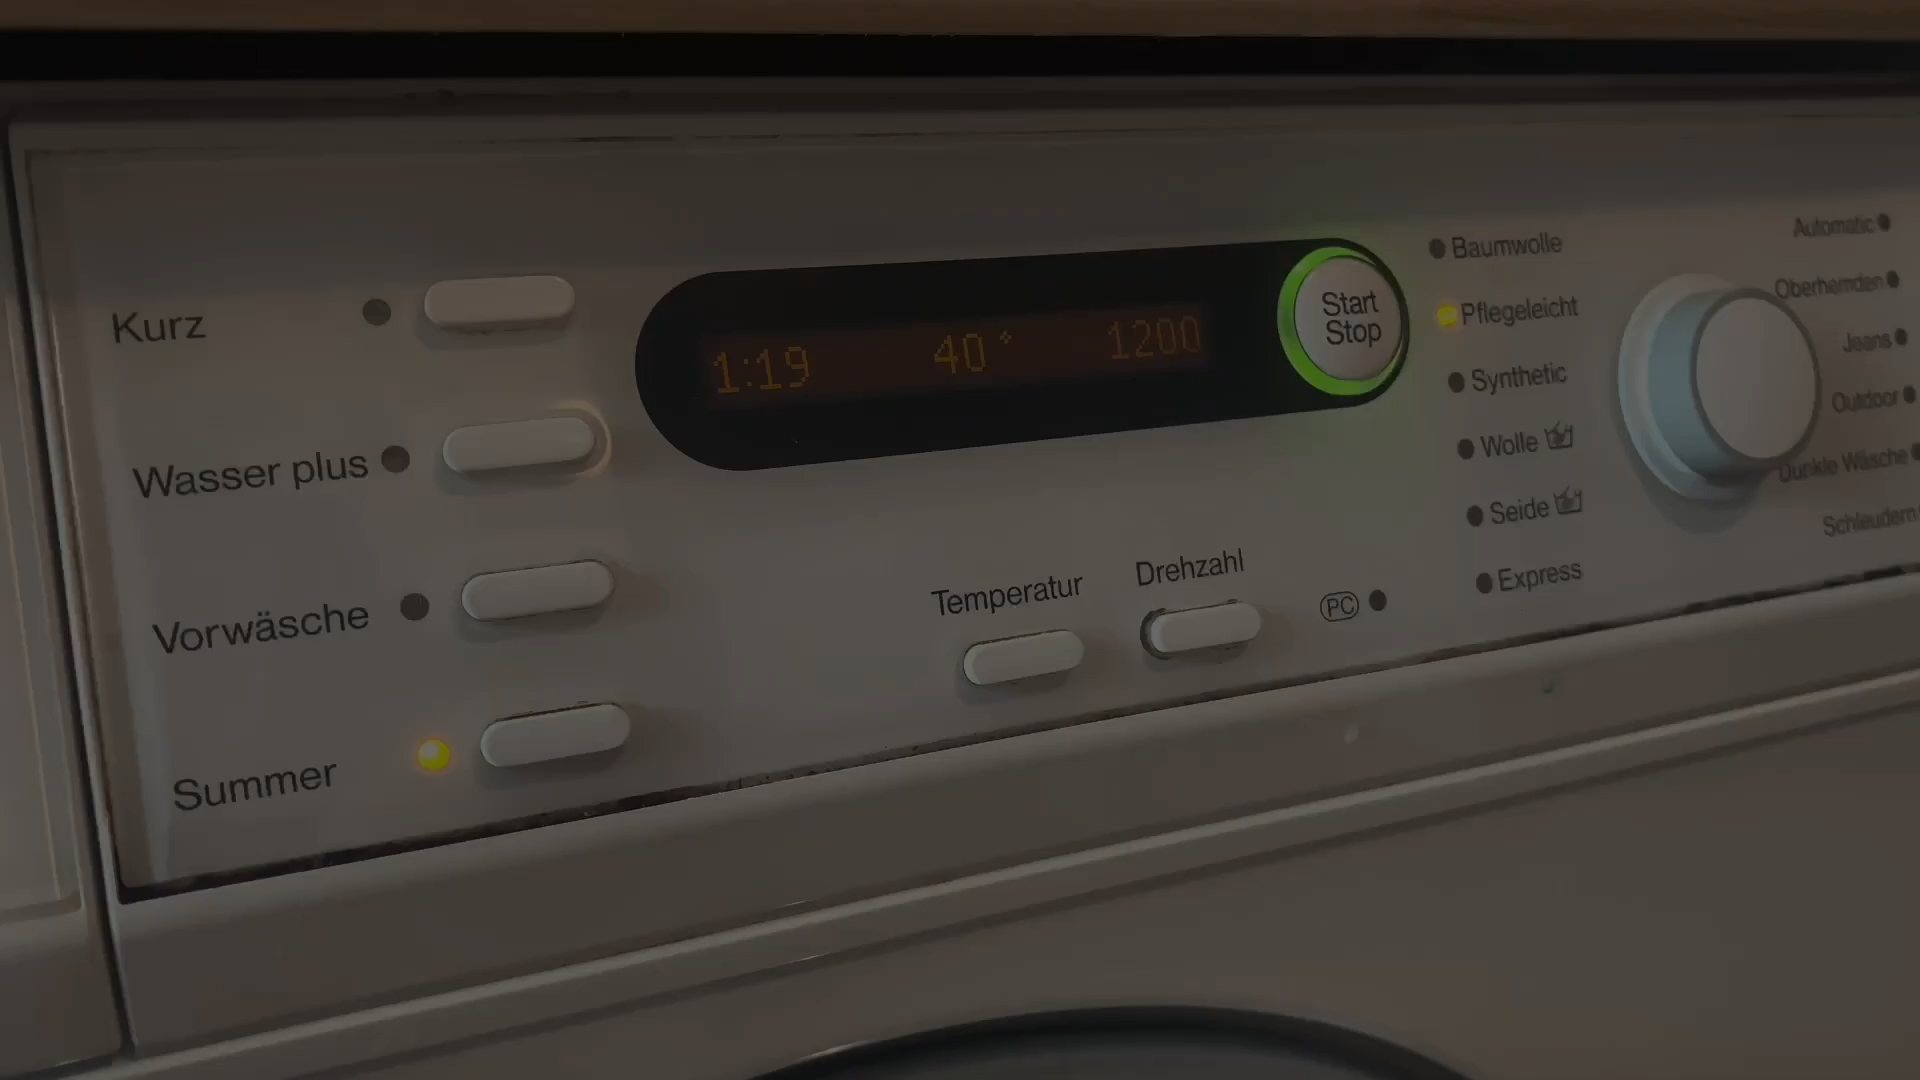 Kurz
Wasser plus
Vorwäsche
Summer
1:19 40° 1200
Start
Stop
Temperatur
Drehzahl
PC
Baumwolle
Pflegeleicht
Synthetic
Wolle
Seide
Express
Automatic
Oberhemden
Jeans
Outdoor
Dunkle Wäsche
Schleudern